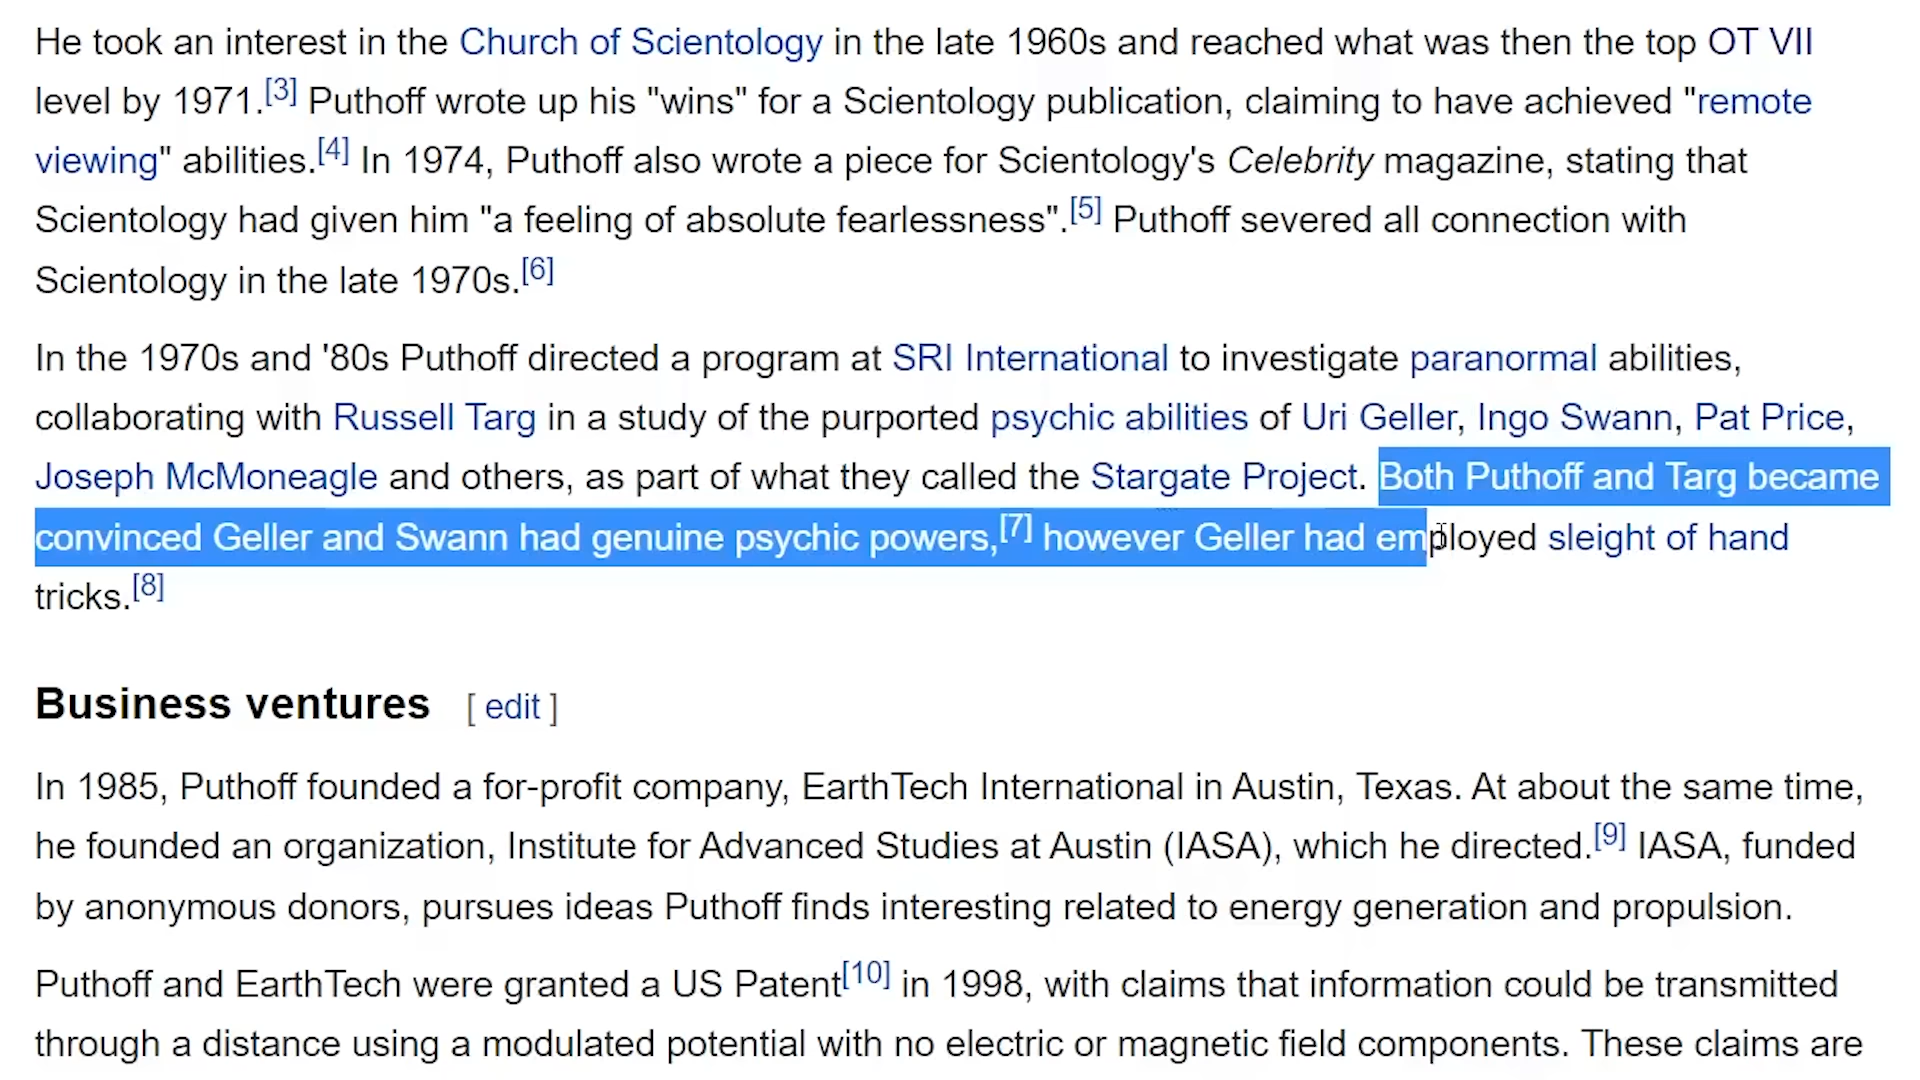 He took an interest in the Church of Scientology in the late 1960s and reached what was then the top OT VII
level by 1971.[3] Puthoff wrote up his "wins" for a Scientology publication, claiming to have achieved "remote
viewing" abilities.[4] In 1974, Puthoff also wrote a piece for Scientology's Celebrity magazine, stating that
Scientology had given him "a feeling of absolute fearlessness".[5] Puthoff severed all connection with
Scientology in the late 1970s.[6]
In the 1970s and '80s Puthoff directed a program at SRI International to investigate paranormal abilities,
collaborating with Russell Targ in a study of the purported psychic abilities of Uri Geller, Ingo Swann, Pat Price,
Joseph McMoneagle and others, as part of what they called the Stargate Project. Both Puthoff and Targ became
convinced Geller and Swann had genuine psychic powers,[7] however Geller had employed sleight of hand
tricks.[8]
Business ventures [ edit ]
In 1985, Puthoff founded a for-profit company, EarthTech International in Austin, Texas. At about the same time,
he founded an organization, Institute for Advanced Studies at Austin (IASA), which he directed.[9] IASA, funded
by anonymous donors, pursues ideas Puthoff finds interesting related to energy generation and propulsion.
Puthoff and EarthTech were granted a US Patent[10] in 1998, with claims that information could be transmitted
through a distance using a modulated potential with no electric or magnetic field components. These claims are